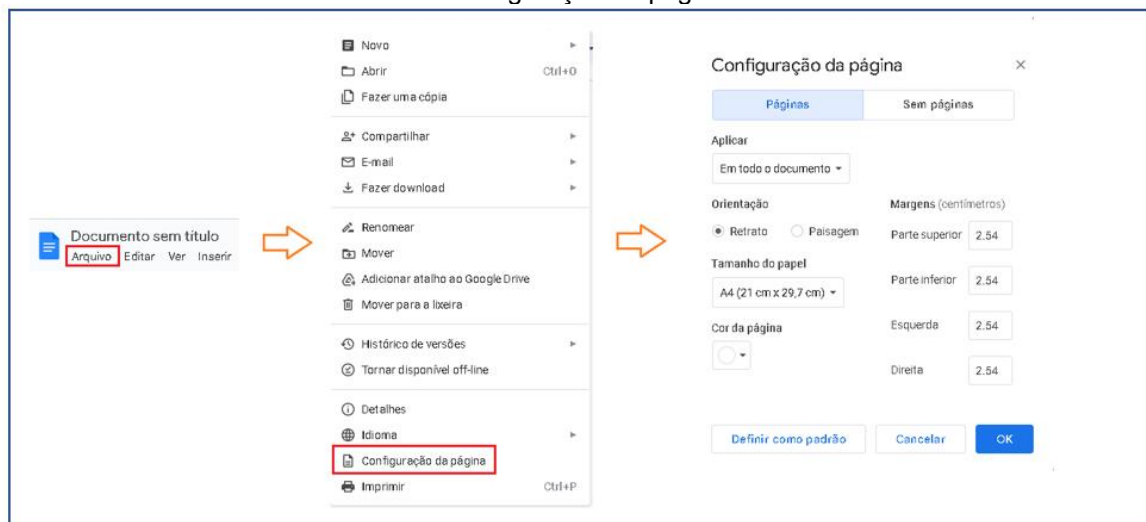 Documento sem título
Arquivo Editar Ver Inserir
Novo
Abrir Ctrl+O
Fazer uma cópia
Compartilhar
E-mail
Fazer download
Renomear
Mover
Adicionar atalho ao Google Drive
Mover para a lixeira
Histórico de versões
Tornar disponível off-line
Detalhes
Idioma
Configuração da página
Imprimir Ctrl+P
Configuração da página
Páginas Sem páginas
Aplicar
Em todo o documento
Orientação Margens (centímetros)
Retrato Paisagem Parte superior 2.54
Tamanho do papel
A4 (21 cm x 29,7 cm) Parte inferior 2.54
Cor da página Esquerda 2.54
Direita 2.54
Definir como padrão Cancelar OK